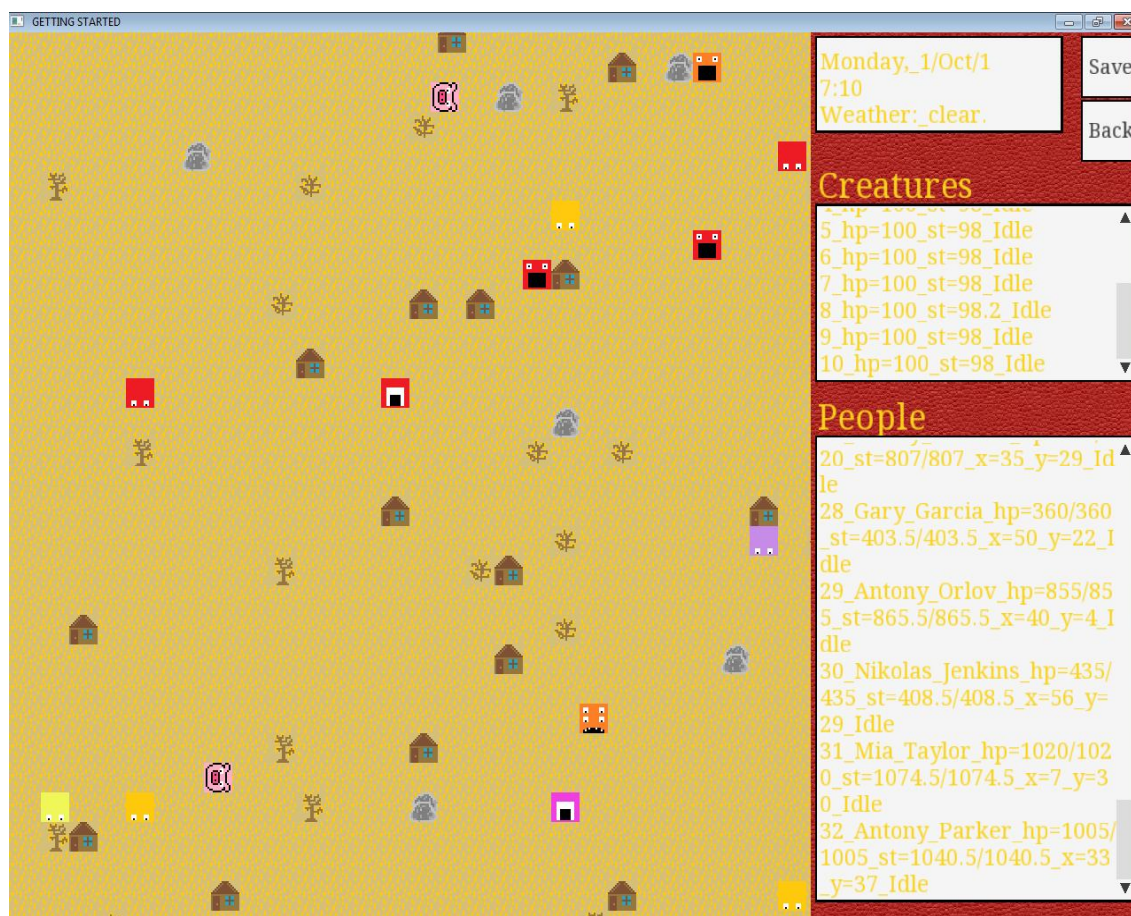 GETTING STARTED
Monday,_1/Oct/1
7:10
Weather:_clear.
Save
Back
Creatures
5_hp=100_st=98_Idle
6_hp=100_st=98_Idle
7_hp=100_st=98_Idle
8_hp=100_st=98.2_Idle
9_hp=100_st=98_Idle
10_hp=100_st=98_Idle
People
20_st=807/807_x=35_y=29_Id
le
28_Gary_Garcia_hp=360/360
_st=403.5/403.5_x=50_y=22_I
dle
29_Antony_Orlov_hp=855/85
5_st=865.5/865.5_x=40_y=4_I
dle
30_Nikolas_Jenkins_hp=435/
435_st=408.5/408.5_x=56_y=
29_Idle
31_Mia_Taylor_hp=1020/102
0_st=1074.5/1074.5_x=7_y=3
0_Idle
32_Antony_Parker_hp=1005/
1005_st=1040.5/1040.5_x=33
_y=37_Idle